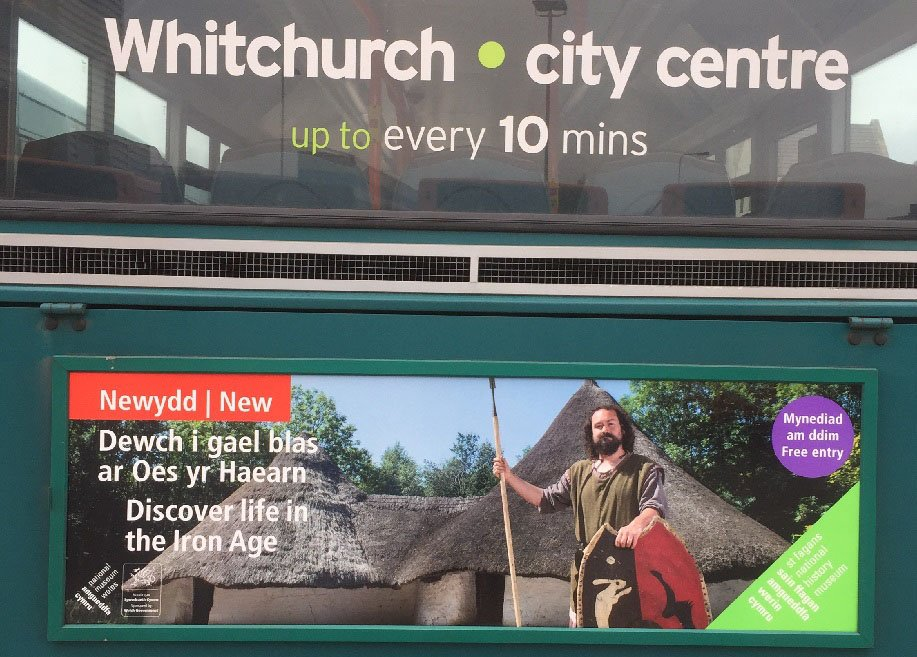 Whitchurch • city centre
up to every 10 mins
Newydd | New
Dewch i gael blas
ar Oes yr Haearn
Discover life in
the Iron Age
Mynediad
am ddim
Free entry
national
museum
wales
amgueddfa
cymru
st fagans
national
history
museum
sain ffagan
amgueddfa
werin
cymru